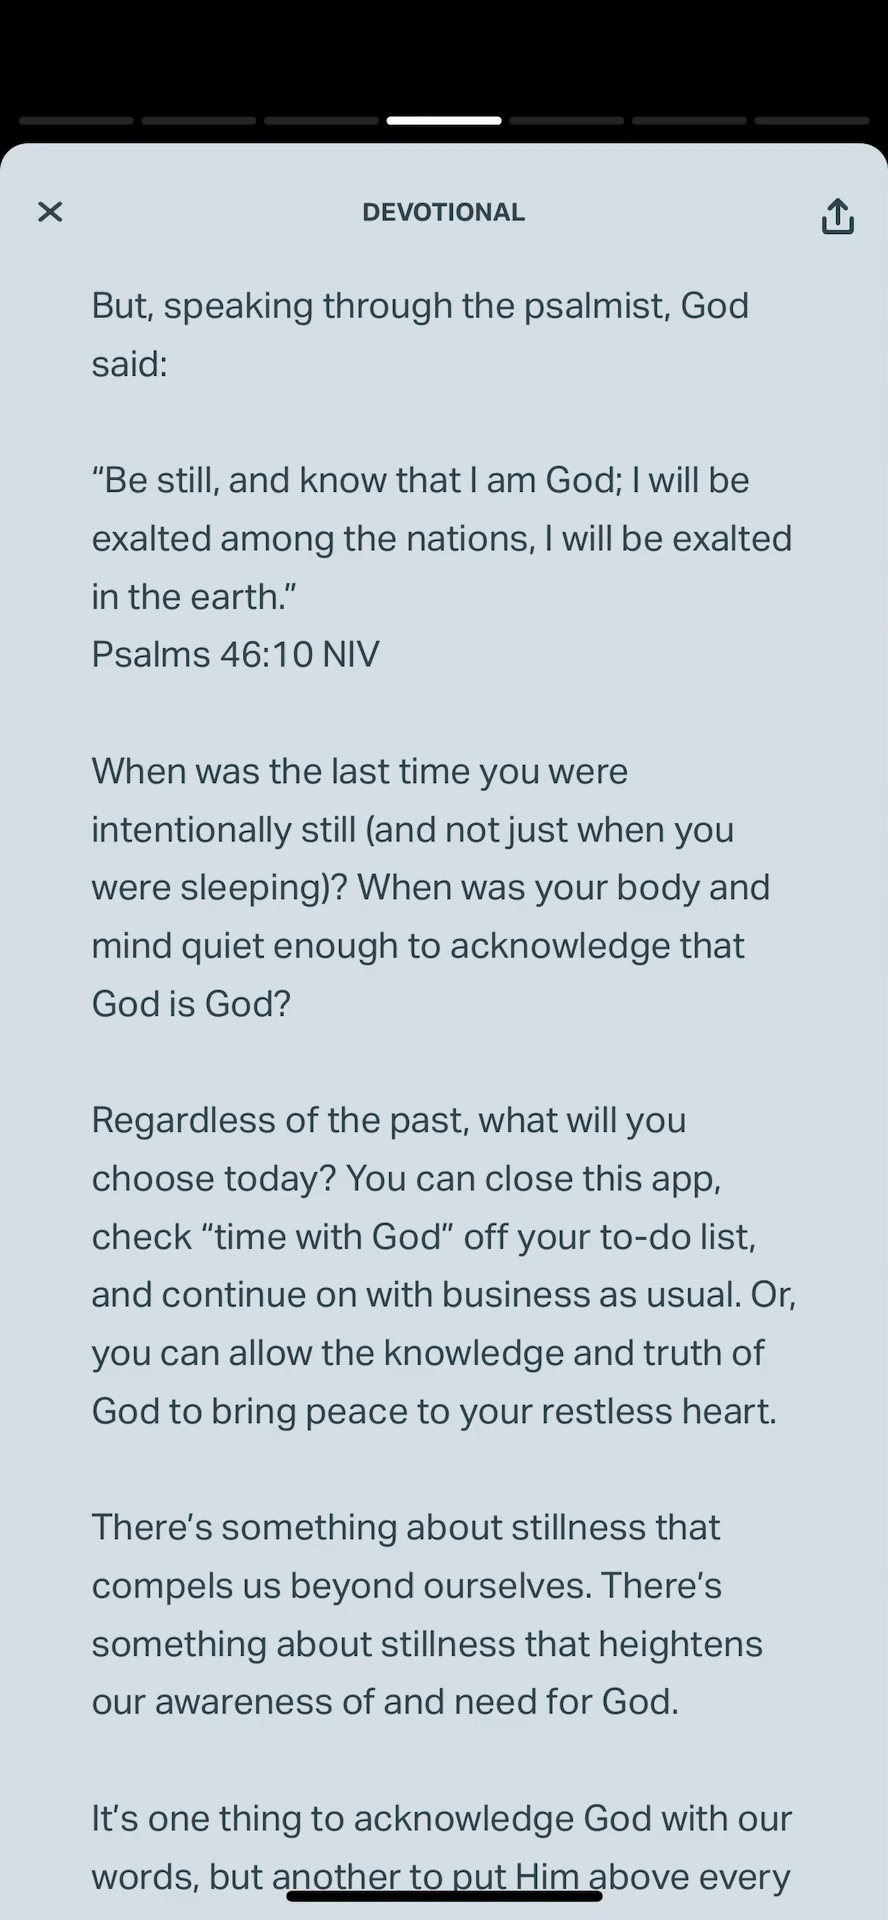 DEVOTIONAL
But, speaking through the psalmist, God
said:
“Be still, and know that I am God; I will be
exalted among the nations, I will be exalted
in the earth.”
Psalms 46:10 NIV
When was the last time you were
intentionally still (and not just when you
were sleeping)? When was your body and
mind quiet enough to acknowledge that
God is God?
Regardless of the past, what will you
choose today? You can close this app,
check “time with God” off your to-do list,
and continue on with business as usual. Or,
you can allow the knowledge and truth of
God to bring peace to your restless heart.
There’s something about stillness that
compels us beyond ourselves. There’s
something about stillness that heightens
our awareness of and need for God.
It’s one thing to acknowledge God with our
words, but another to put Him above every